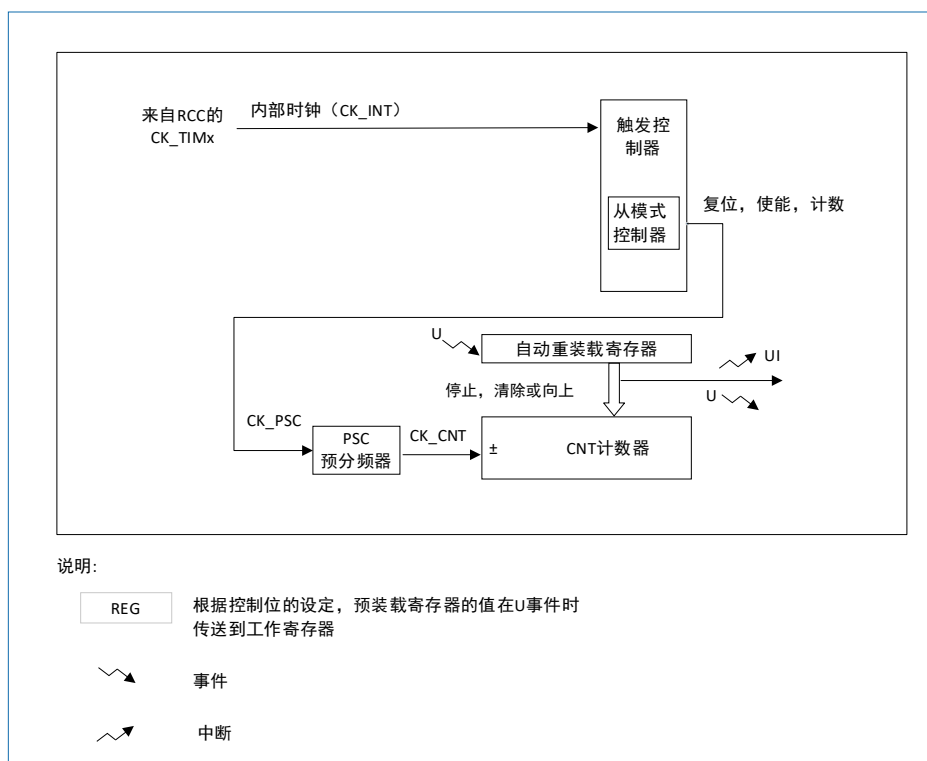 来自RCC的
CK_TIMx
内部时钟（CK_INT）
触发控
制器
从模式
控制器
复位，使能，计数
U
自动重装载寄存器
UI
停止，清除或向上
U
CK_PSC
PSC
预分频器
CK_CNT
±
CNT计数器
说明:
REG
根据控制位的设定，预装载寄存器的值在U事件时
传送到工作寄存器
事件
中断